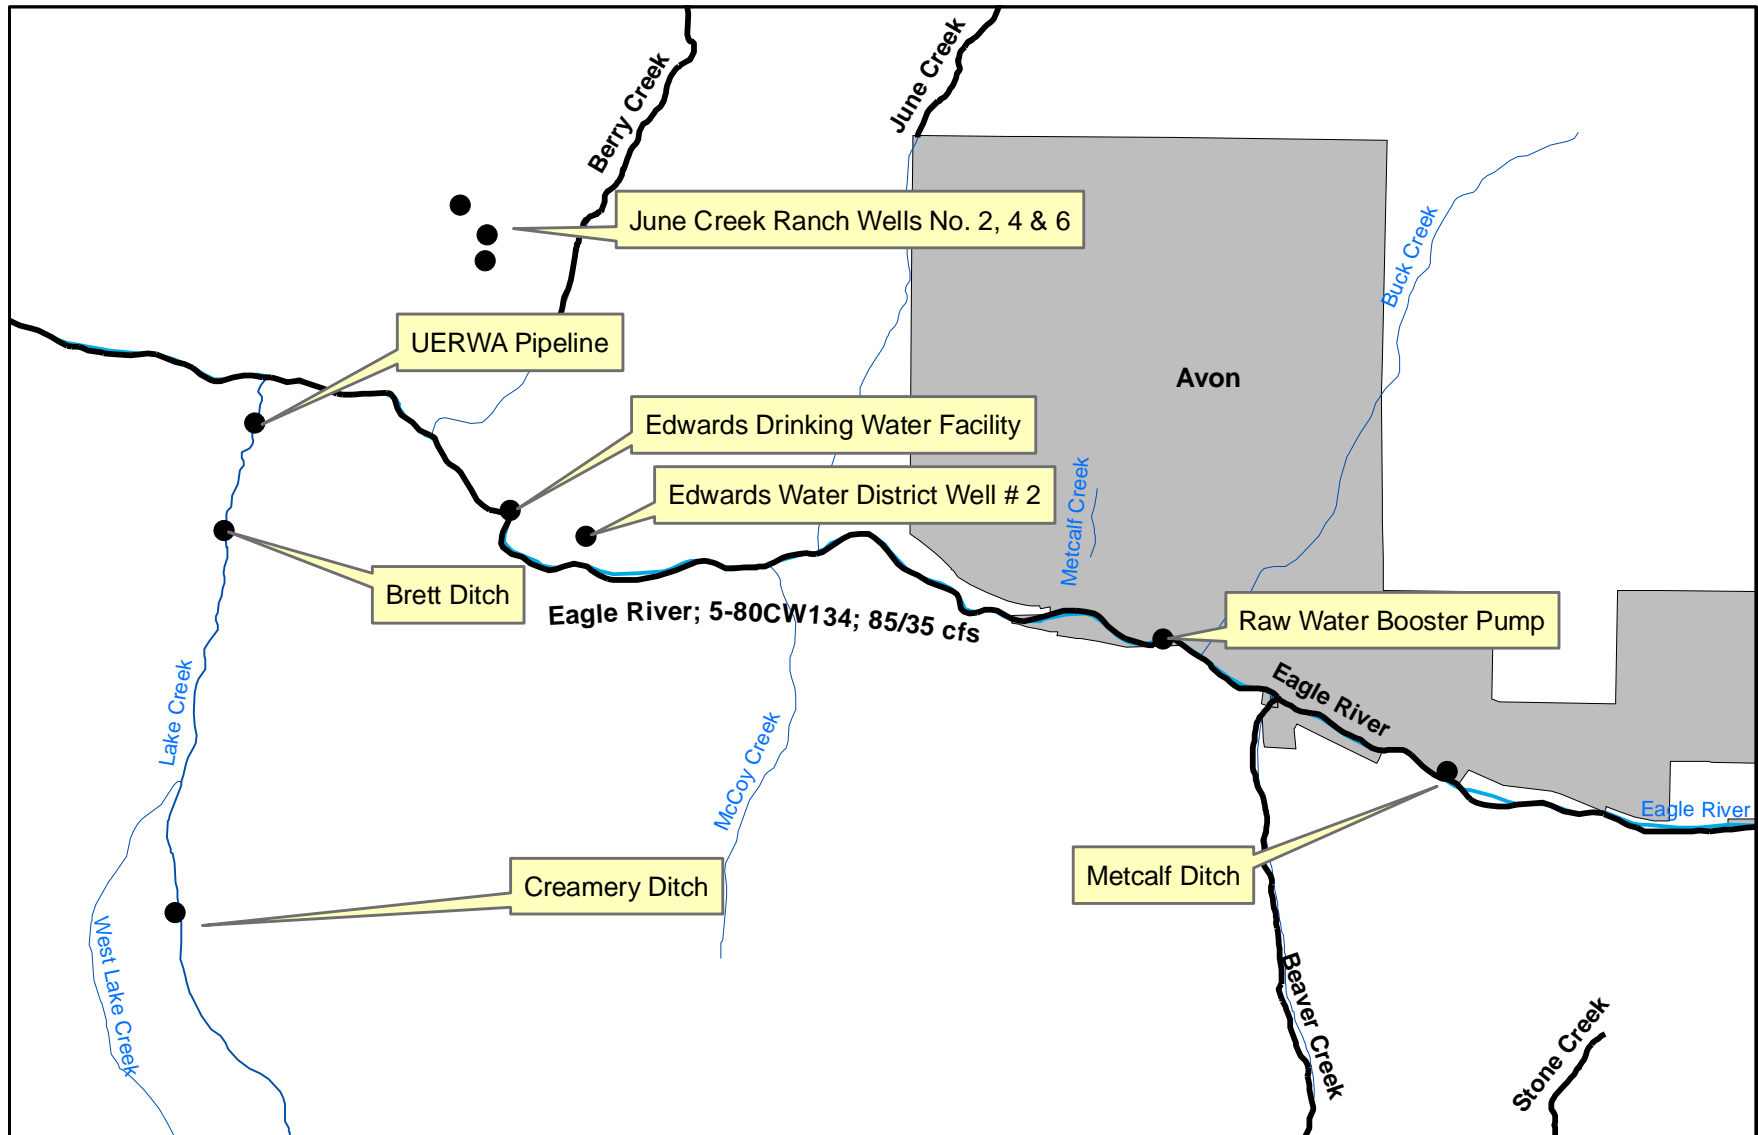 June Creek
Berry Creek
June Creek Ranch Wells No. 2, 4 & 6
Buck Creek
UERWA Pipeline
Avon
Edwards Drinking Water Facility
Edwards Water District Well # 2
Metcalf Creek
Brett Ditch
Eagle River; 5-80CW134; 85/35 cfs
Raw Water Booster Pump
Lake Creek
Eagle River
McCoy Creek
Eagle River
Creamery Ditch
Metcalf Ditch
West Lake Creek
Beaver Creek
Stone Creek